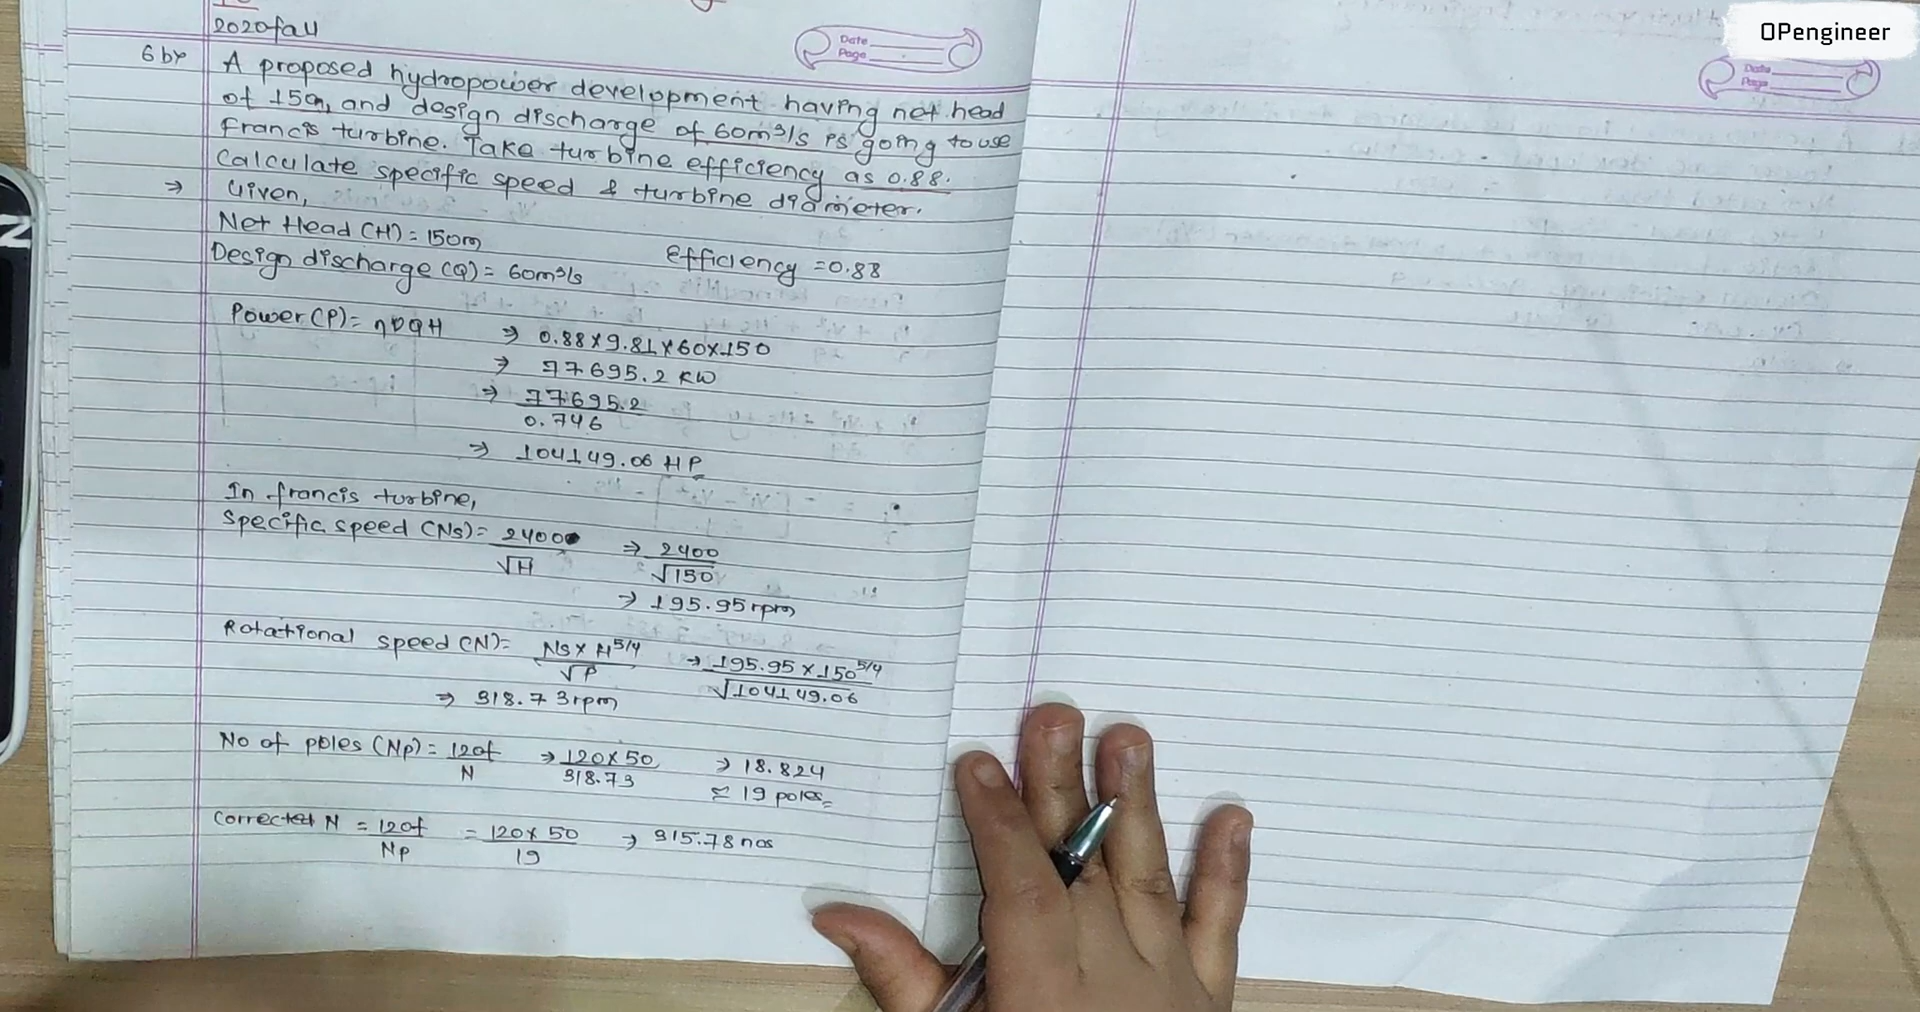 OPengineer
2020fall
Date
Page
Date
Page
6 b)
A proposed hydropower development having net head
of 150m, and design discharge of 60m³/s is going to use
Francis turbine. Take turbine efficiency as 0.88.
Calculate specific speed & turbine diameter.
⇒ Given,
Net Head (H) = 150m
Design discharge (Q) = 60m³/s Efficiency = 0.88
Power (P) = ηγQH ⇒ 0.88×9.81×60×150
⇒ 77695.2 KW
⇒ 77695.2
0.746
⇒ 104149.06 HP
In francis turbine,
Specific speed (Ns) = 2400 ⇒ 2400
√H √150
⇒ 195.95 rpm
Rotational speed (N) = Ns × H^5/4 → 195.95 × 150^5/4
√P √104149.06
⇒ 318.73 rpm
No of poles (Np) = 120f → 120×50 → 18.824
N 318.73 ≃ 19 poles
Corrected N = 120f = 120×50 → 315.78 nos
Np 19